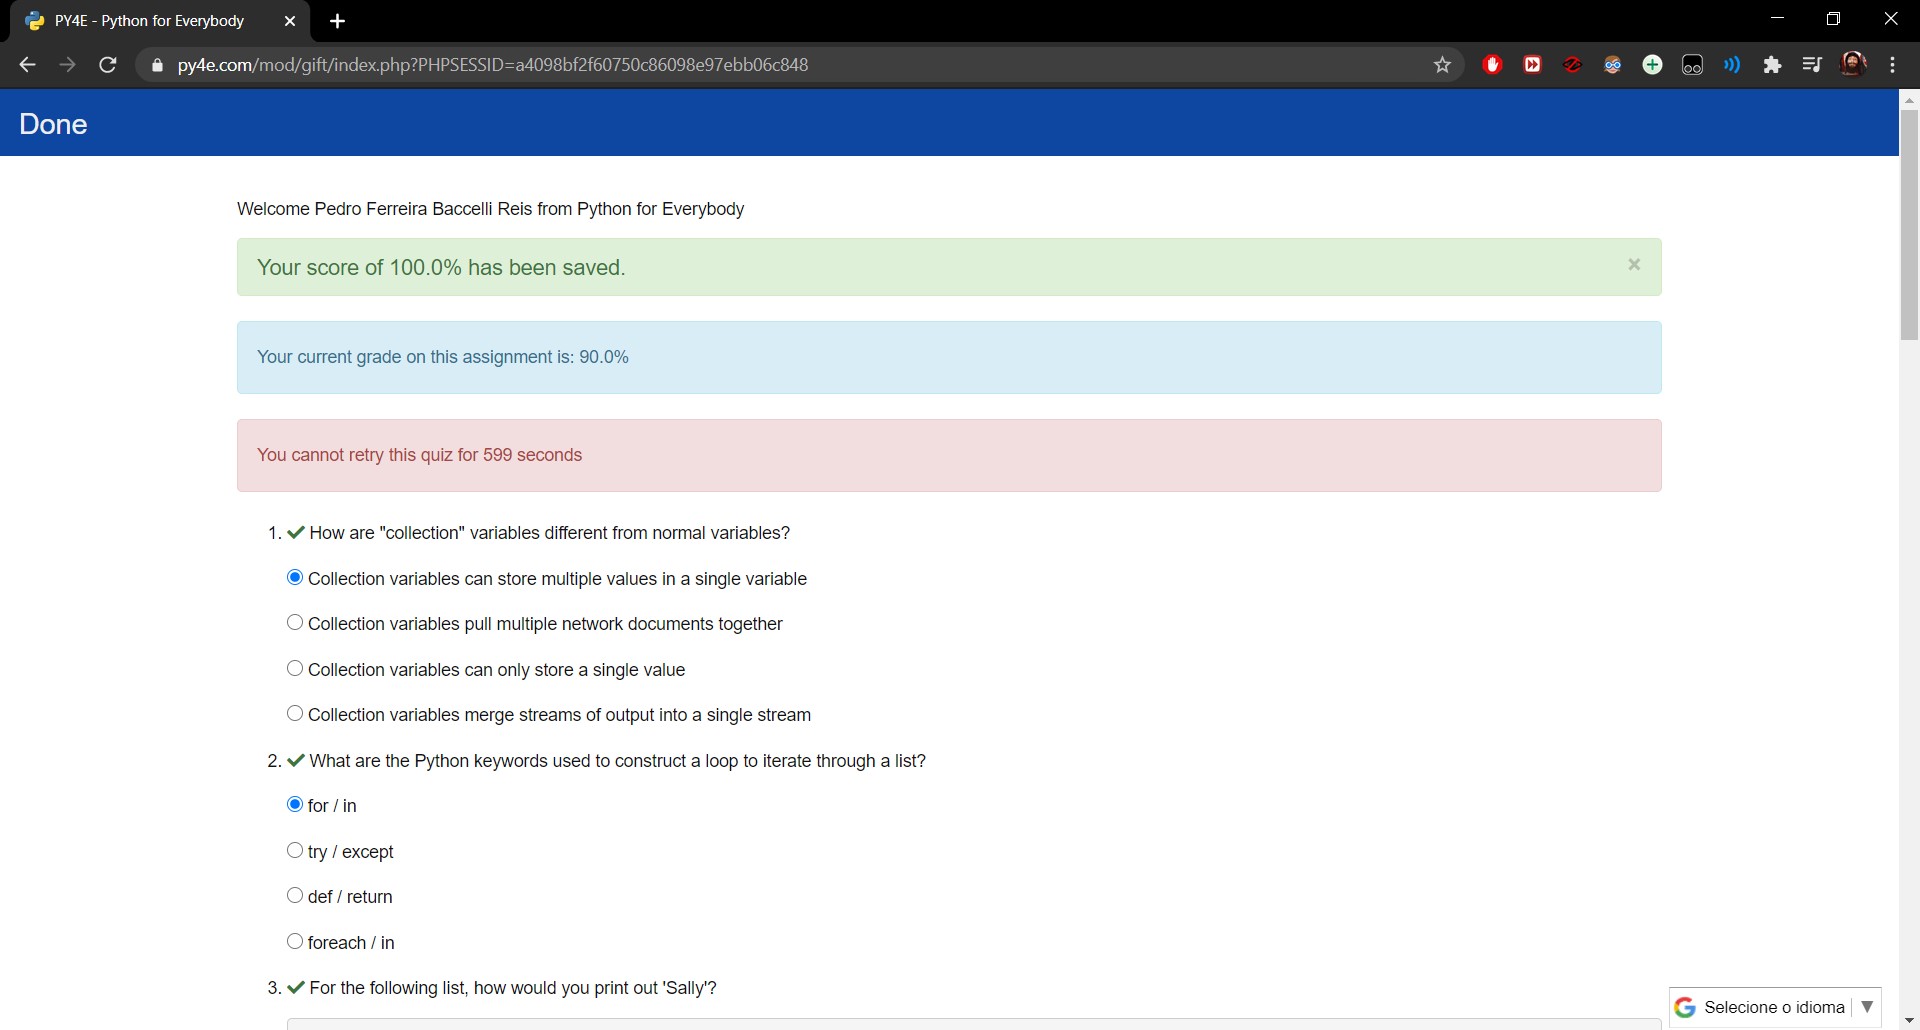 PY4E - Python for Everybody
py4e.com/mod/gift/index.php?PHPSESSID=a4098bf2f60750c86098e97ebb06c848
Done
Welcome Pedro Ferreira Baccelli Reis from Python for Everybody
Your score of 100.0% has been saved.
×
Your current grade on this assignment is: 90.0%
You cannot retry this quiz for 599 seconds
1. ✔ How are "collection" variables different from normal variables?
Collection variables can store multiple values in a single variable
Collection variables pull multiple network documents together
Collection variables can only store a single value
Collection variables merge streams of output into a single stream
2. ✔ What are the Python keywords used to construct a loop to iterate through a list?
for / in
try / except
def / return
foreach / in
3. ✔ For the following list, how would you print out 'Sally'?
G Selecione o idioma ▼